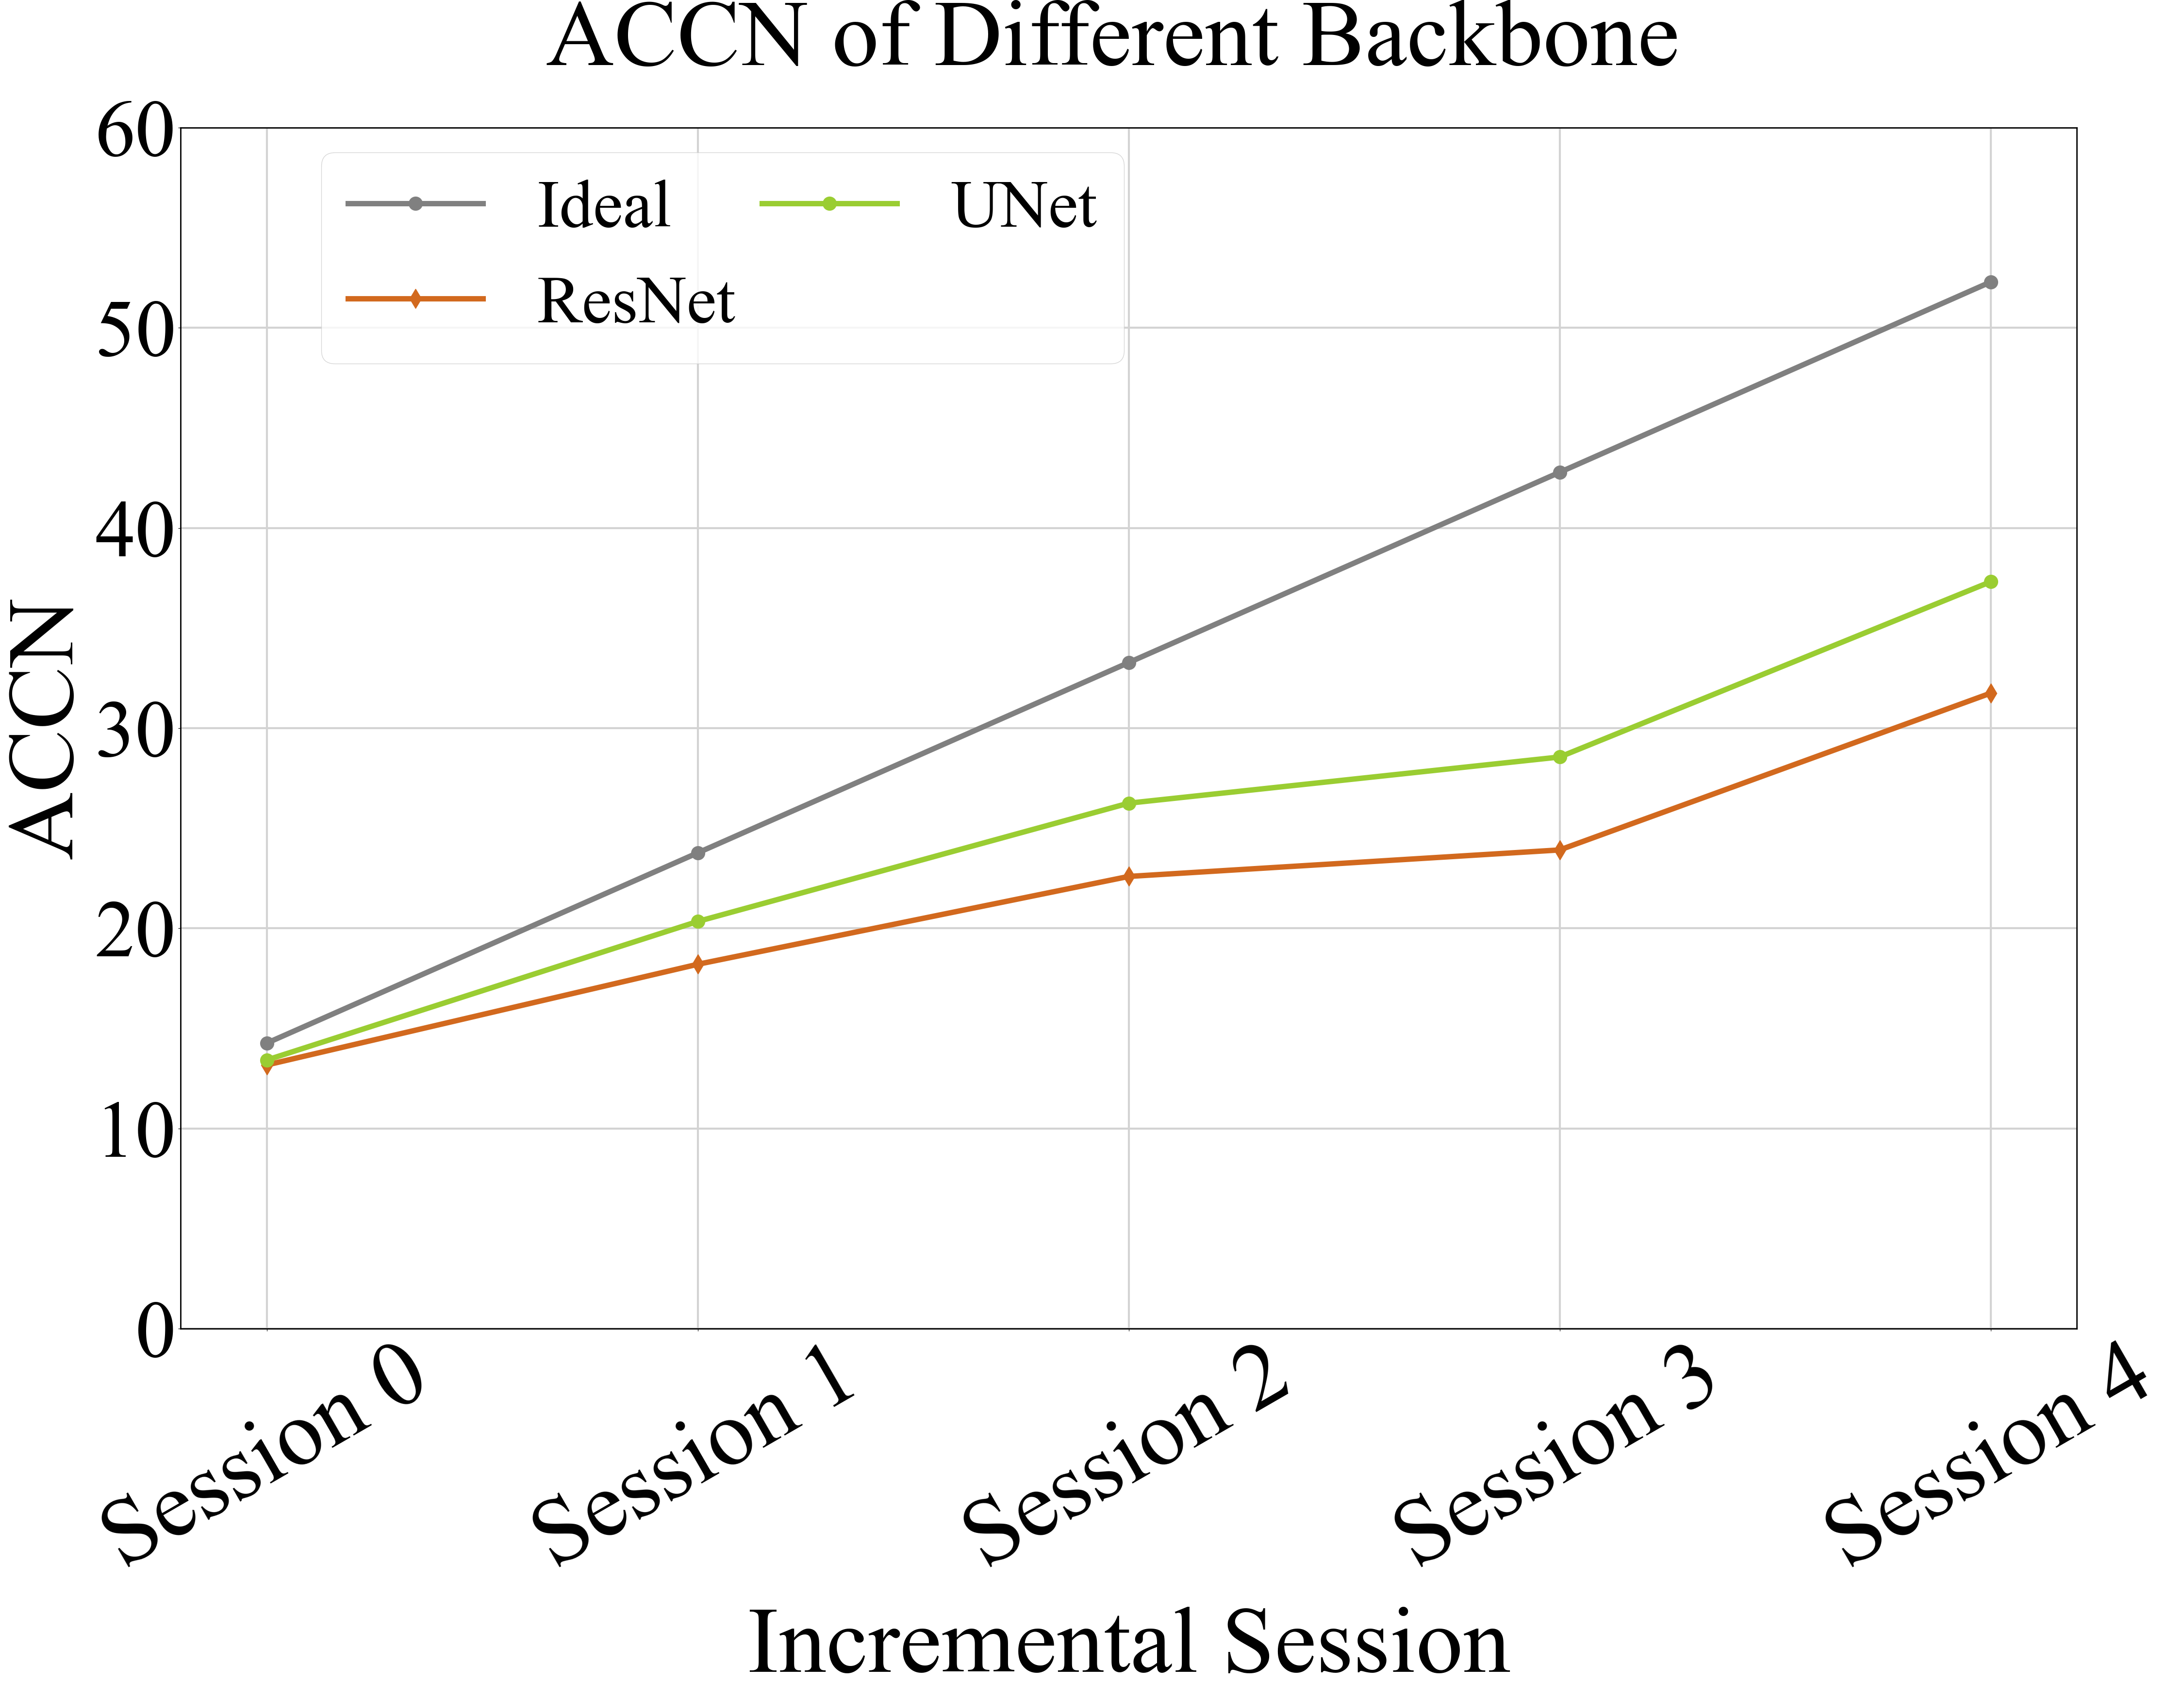 ACCN of Different Backbone
60
50
40
30
20
10
0
ACCN
Ideal
UNet
ResNet
Session 0
Session 1
Session 2
Session 3
Session 4
Incremental Session